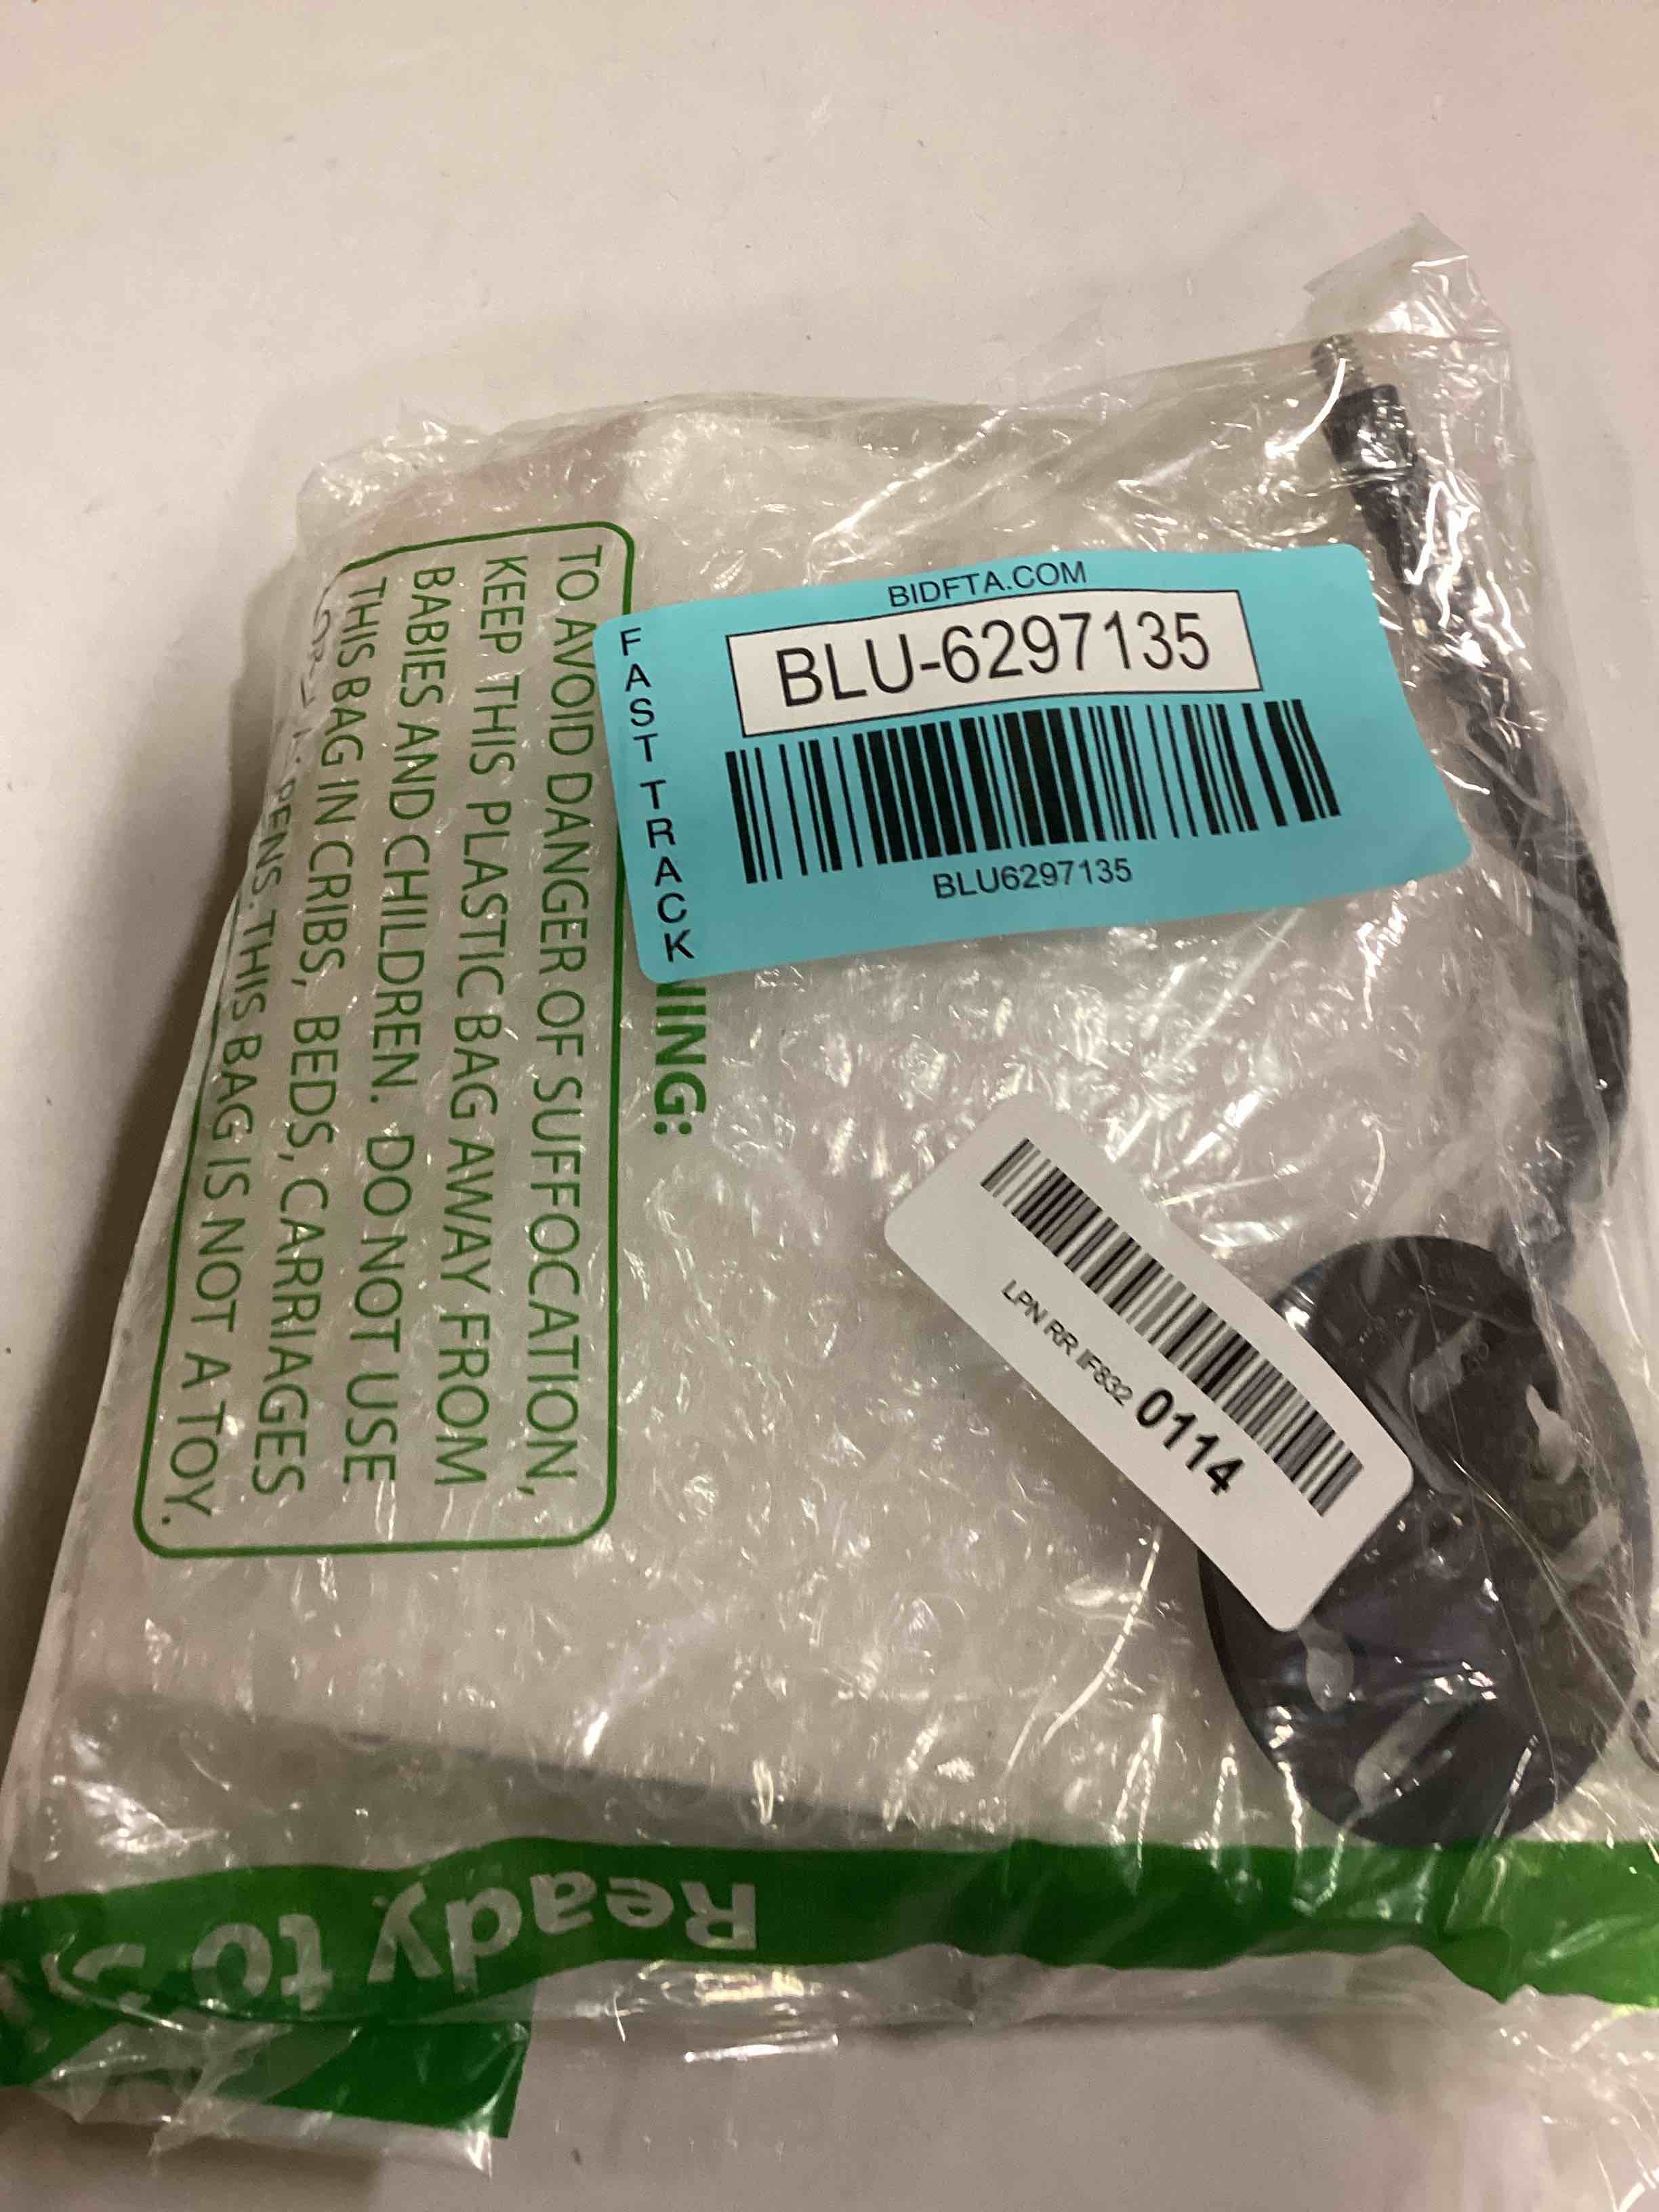 BIDFTA.COM
FAST TRACK
BLU-6297135
BLU6297135
NING:
TO AVOID DANGER OF SUFFOCATION,
KEEP THIS PLASTIC BAG AWAY FROM
BABIES AND CHILDREN. DO NOT USE
THIS BAG IN CRIBS, BEDS, CARRIAGES
PENS. THIS BAG IS NOT A TOY.
LPN RR IF832 0114
Ready to